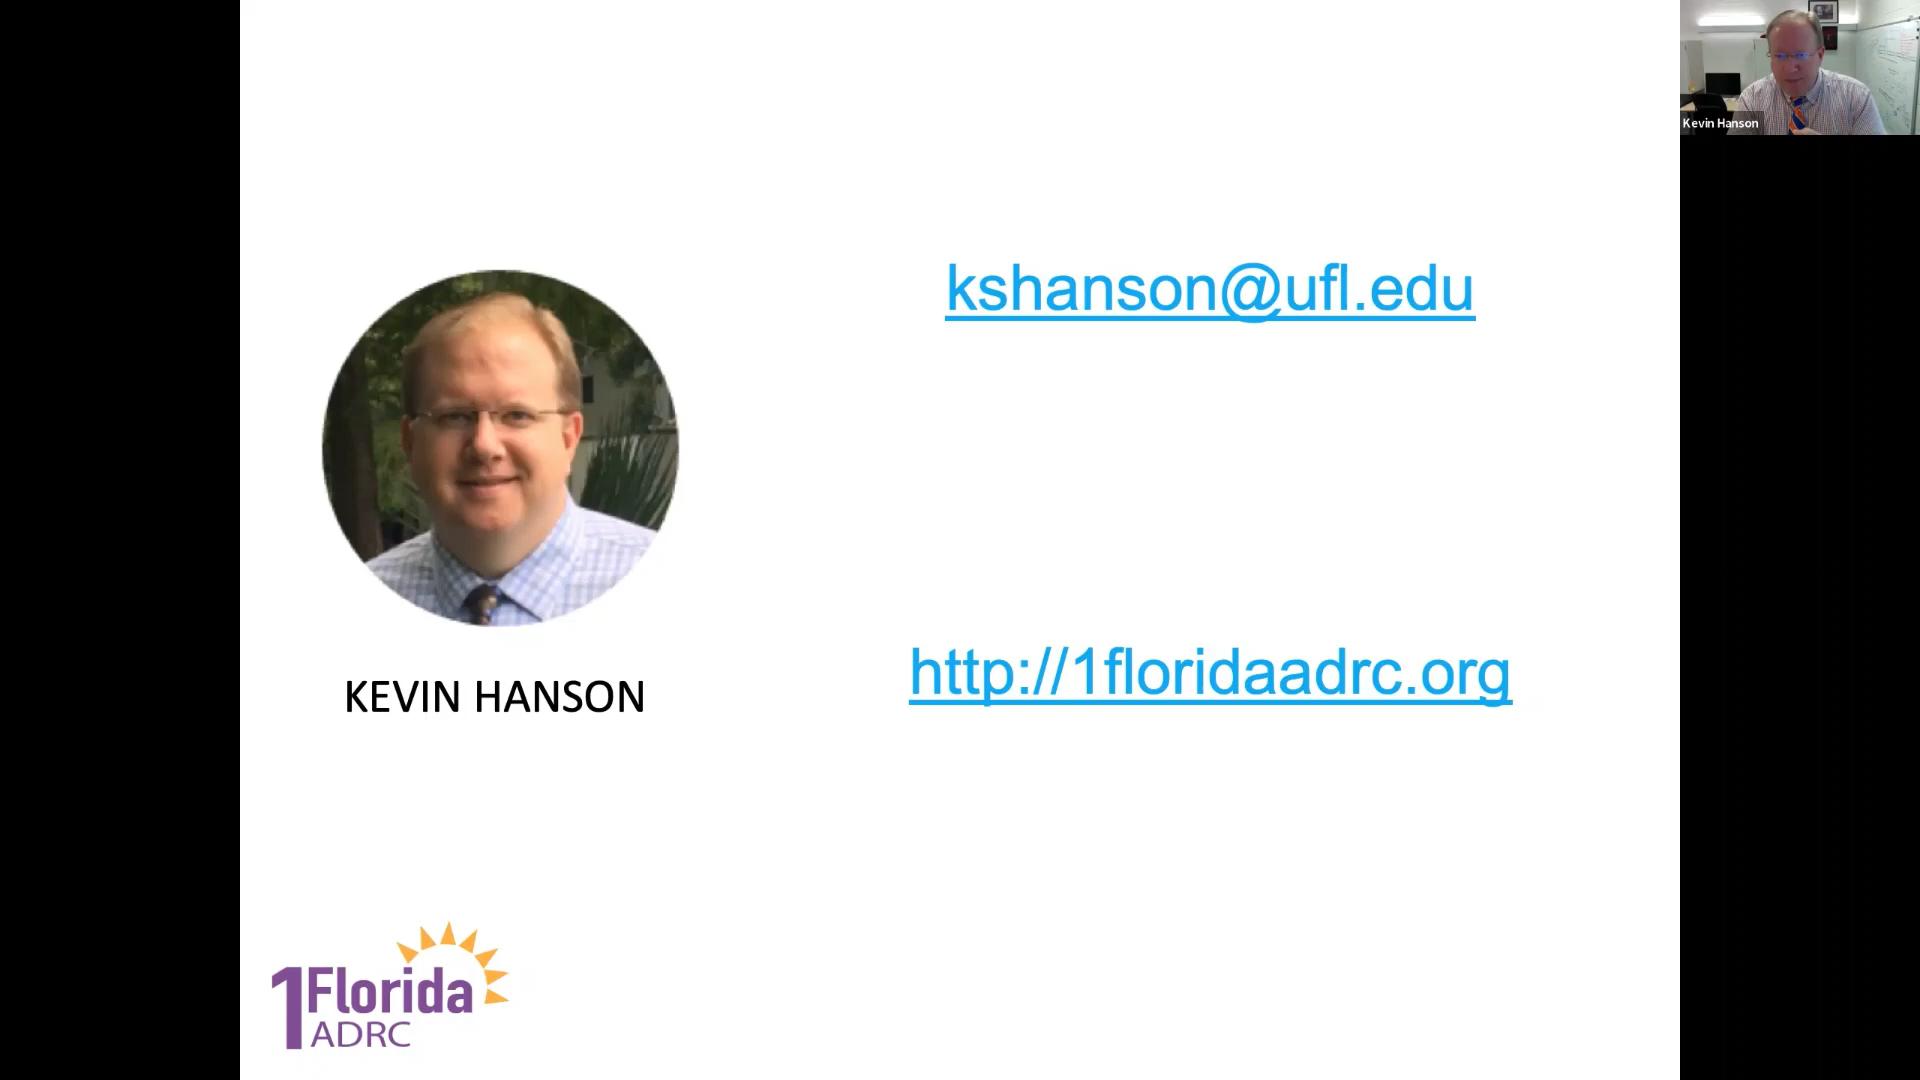 Kevin Hanson
kshanson@ufl.edu
http://1floridaadrc.org
KEVIN HANSON
1Florida
ADRC